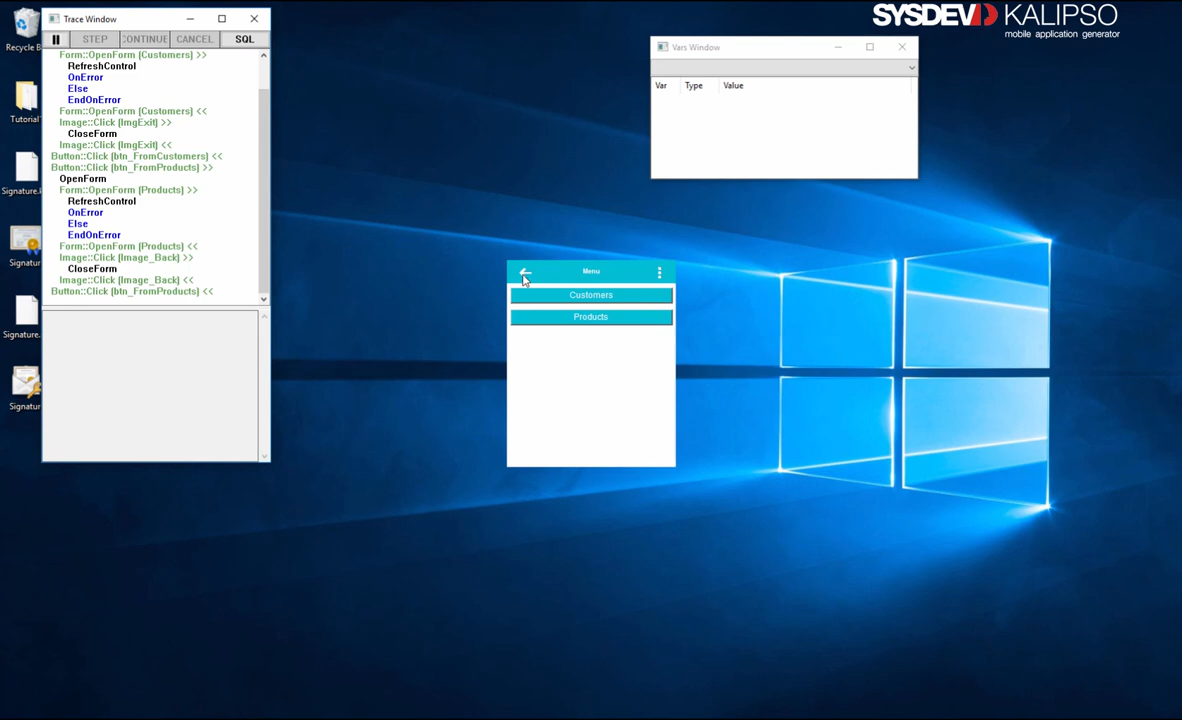 Trace Window
STEP
CONTINUE
CANCEL
SQL
Form::OpenForm [Customers] >>
RefreshControl
OnError
Else
EndOnError
Form::OpenForm [Customers] <<
Image::Click [ImgExit] >>
CloseForm
Image::Click [ImgExit] <<
Button::Click [btn_FromCustomers] <<
Button::Click [btn_FromProducts] >>
OpenForm
Form::OpenForm [Products] >>
RefreshControl
OnError
Else
EndOnError
Form::OpenForm [Products] <<
Image::Click [Image_Back] >>
CloseForm
Image::Click [Image_Back] <<
Button::Click [btn_FromProducts] <<
Recycle B
Tutorial
Signature.
Signatur
Signature.
Signatur
Vars Window
Var Type Value
Menu
Customers
Products
SYSDEV KALIPSO
mobile application generator